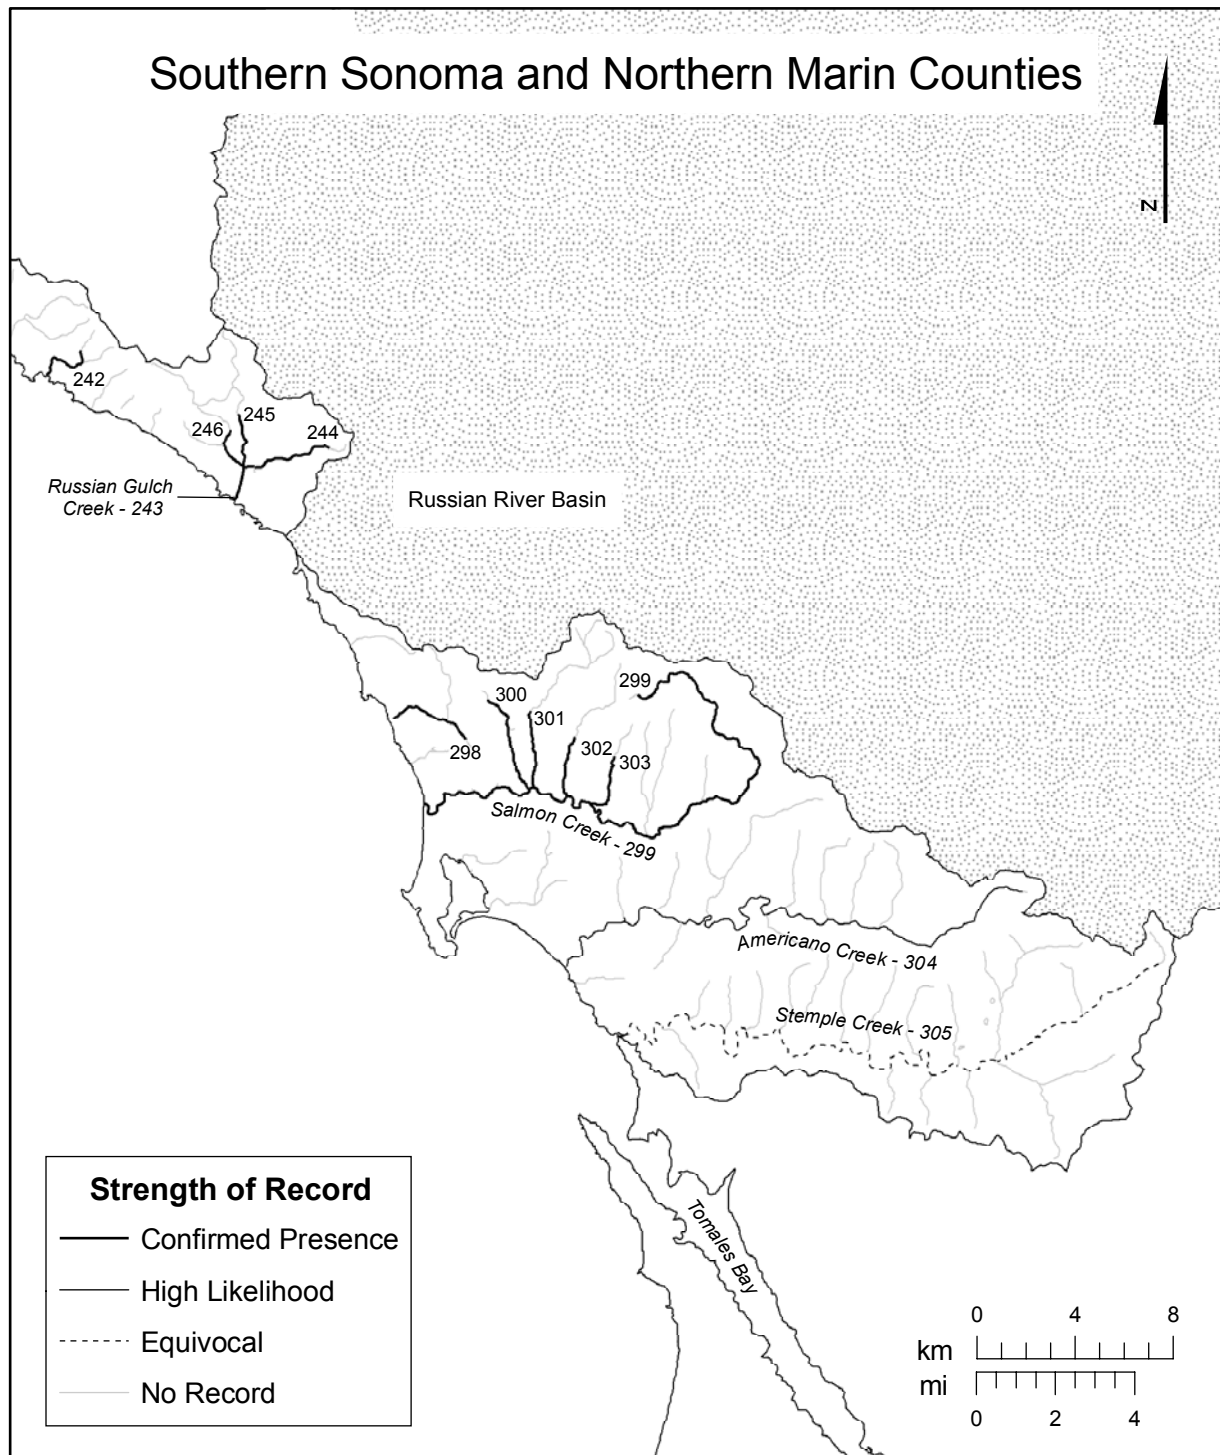 Southern Sonoma and Northern Marin Counties
N
242
245
246
244
Russian Gulch
Creek - 243
Russian River Basin
299
300
301
302
298
303
Salmon Creek - 299
Americano Creek - 304
Stemple Creek - 305
Tomales Bay
Strength of Record
Confirmed Presence
High Likelihood
Equivocal
No Record
0 4 8
km
mi
0 2 4